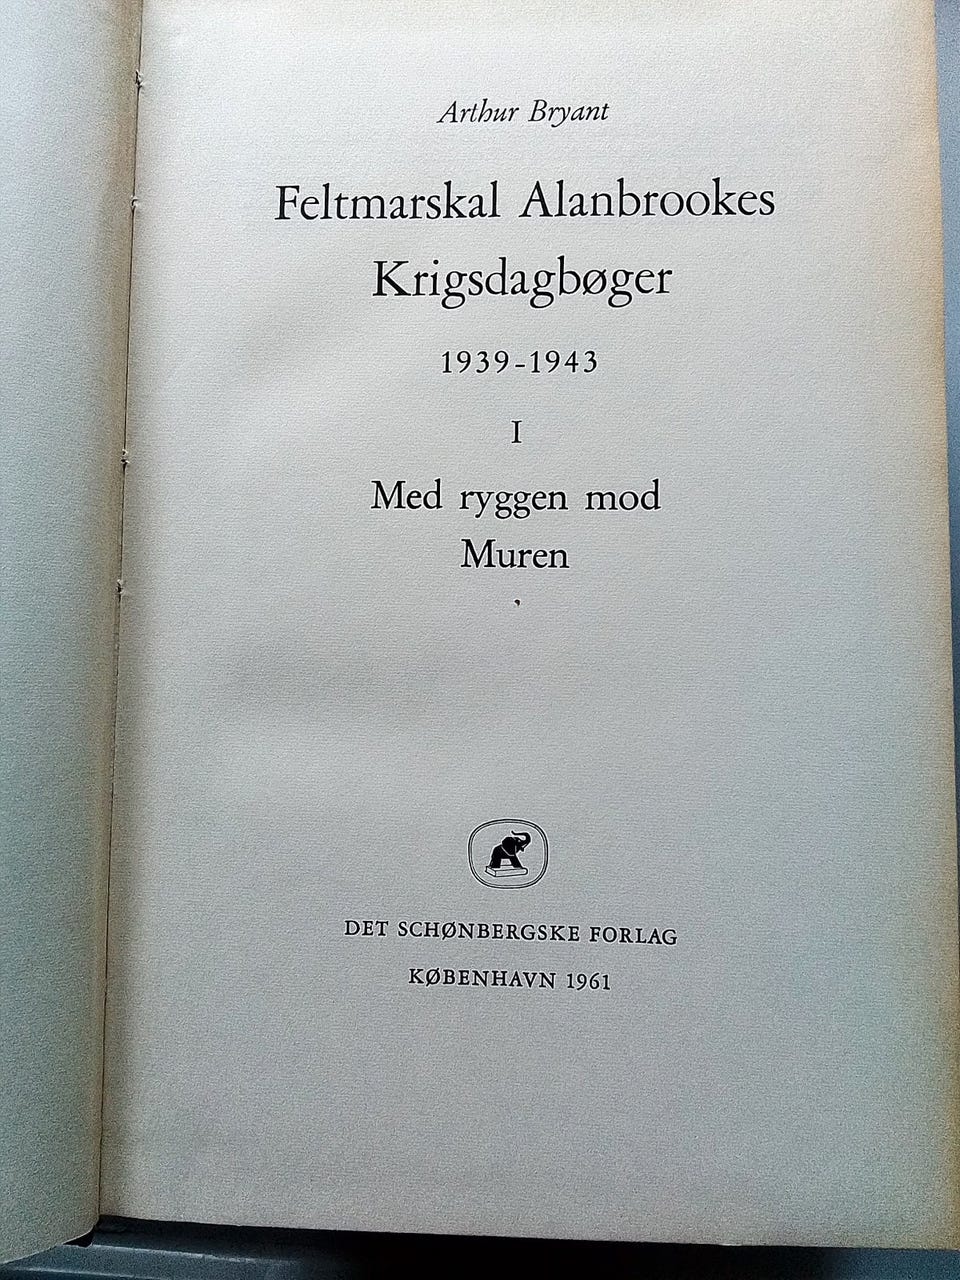 Arthur Bryant
Feltmarskal Alanbrookes
Krigsdagbøger
1939-1943
I
Med ryggen mod
Muren
DET SCHØNBERGSKE FORLAG
KØBENHAVN 1961